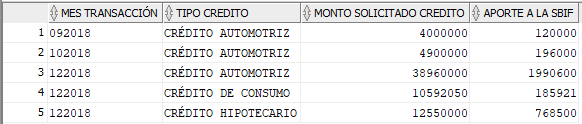 MES TRANSACCIÓN TIPO CREDITO MONTO SOLICITADO CREDITO APORTE A LA SBIF
1 092018 CRÉDITO AUTOMOTRIZ 4000000 120000
2 102018 CRÉDITO AUTOMOTRIZ 4900000 196000
3 122018 CRÉDITO AUTOMOTRIZ 38960000 1990600
4 122018 CRÉDITO DE CONSUMO 10592050 185921
5 122018 CRÉDITO HIPOTECARIO 12550000 768500